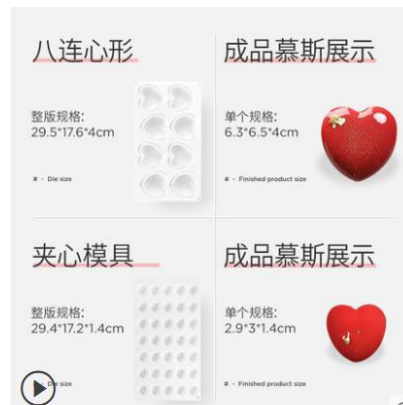 八连心形
整版规格:
29.5*17.6*4cm
# - Die size
成品慕斯展示
单个规格:
6.3*6.5*4cm
# - Finished product size
夹心模具
整版规格:
29.4*17.2*1.4cm
Die size
成品慕斯展示
单个规格:
2.9*3*1.4cm
# - Finished product size